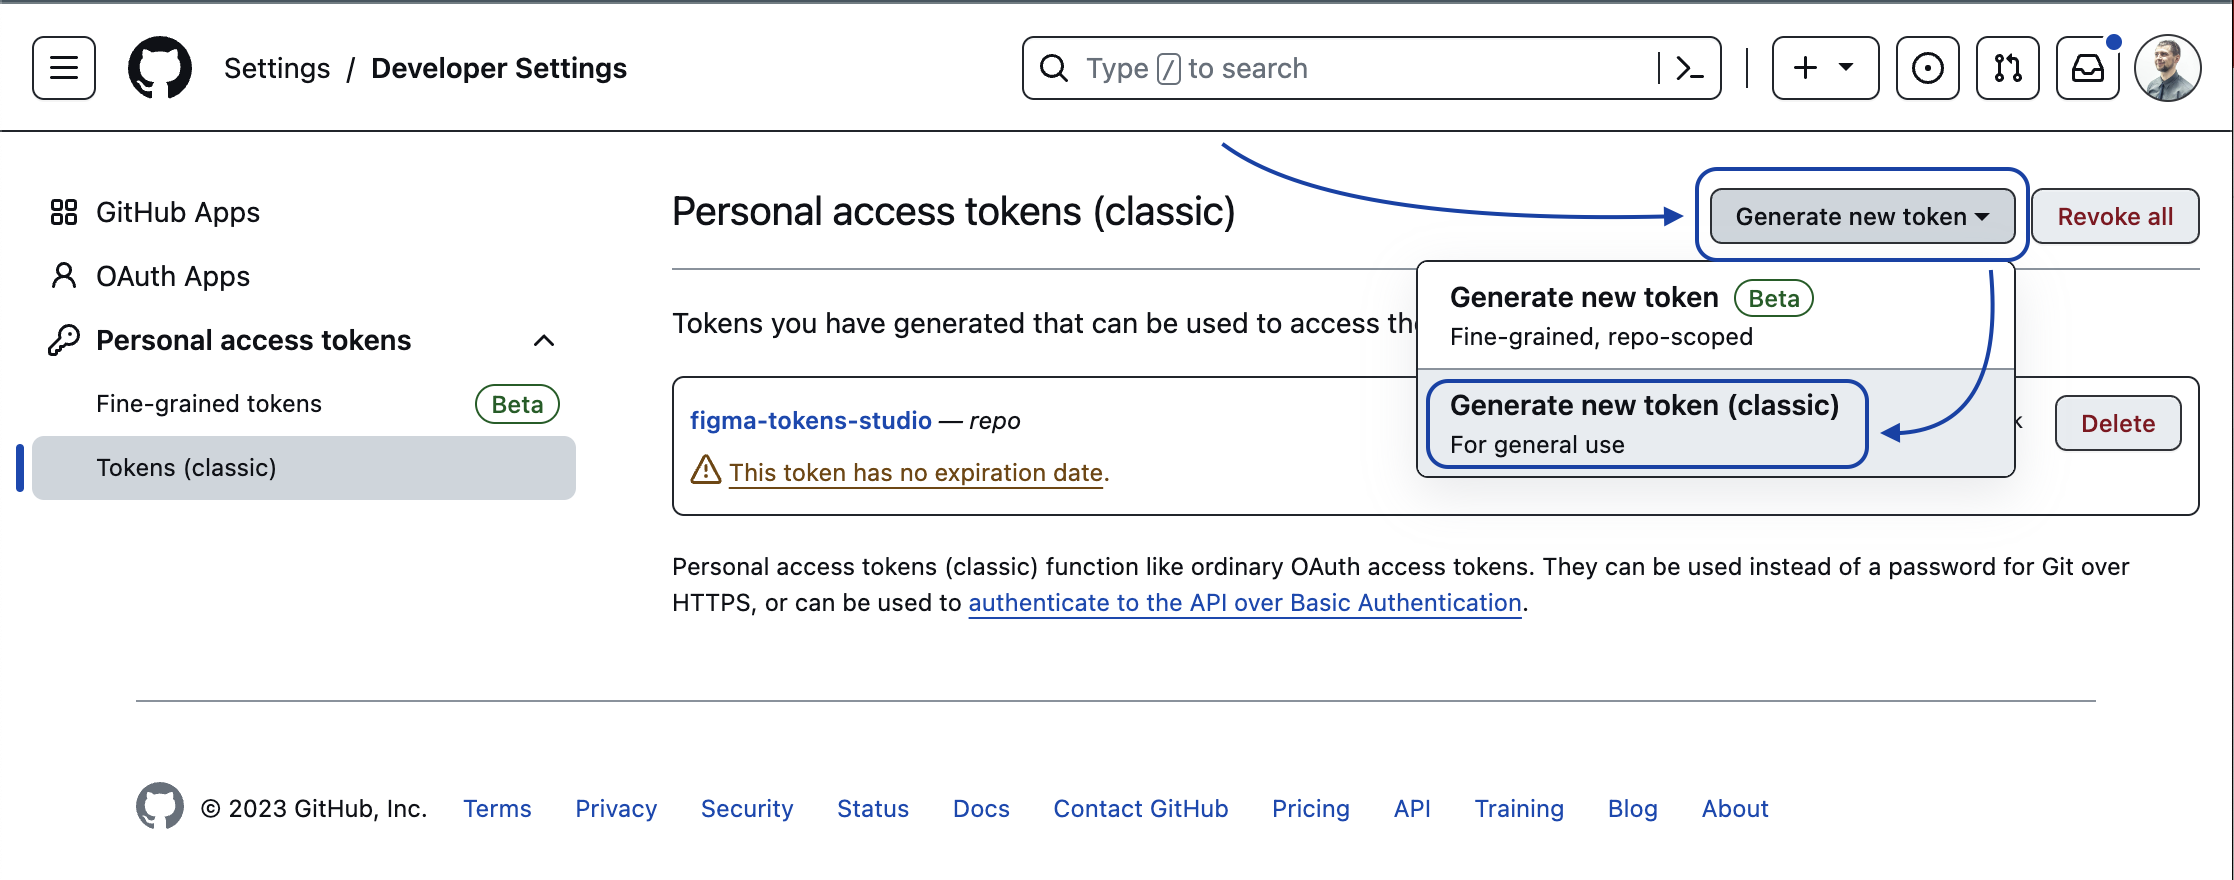 Settings / Developer Settings
Type / to search
GitHub Apps
OAuth Apps
Personal access tokens
Fine-grained tokens Beta
Tokens (classic)
Personal access tokens (classic)
Generate new token
Revoke all
Generate new token Beta
Fine-grained, repo-scoped
Generate new token (classic)
For general use
Tokens you have generated that can be used to access
figma-tokens-studio — repo
Delete
This token has no expiration date.
Personal access tokens (classic) function like ordinary OAuth access tokens. They can be used instead of a password for Git over
HTTPS, or can be used to authenticate to the API over Basic Authentication.
© 2023 GitHub, Inc. Terms Privacy Security Status Docs Contact GitHub Pricing API Training Blog About